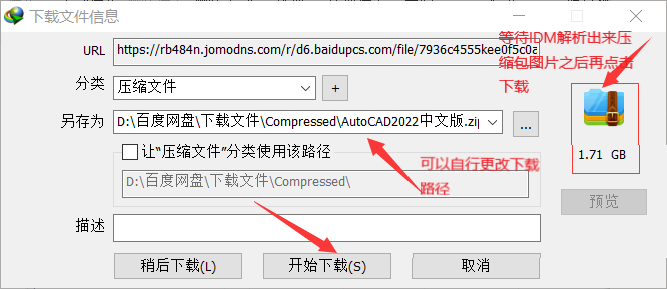 下载文件信息
URL
https://rb484n.jomodns.com/r/d6.baidupcs.com/file/7936c4555kee0f5c0a
等待IDM解析出来压
缩包图片之后再点击
下载
分类
压缩文件
+
另存为
D:\百度网盘\下载文件\Compressed\AutoCAD2022中文版.zip
...
1.71 GB
让“压缩文件”分类使用该路径
可以自行更改下载
路径
D:\百度网盘\下载文件\Compressed\
预览
描述
稍后下载(L)
开始下载(S)
取消